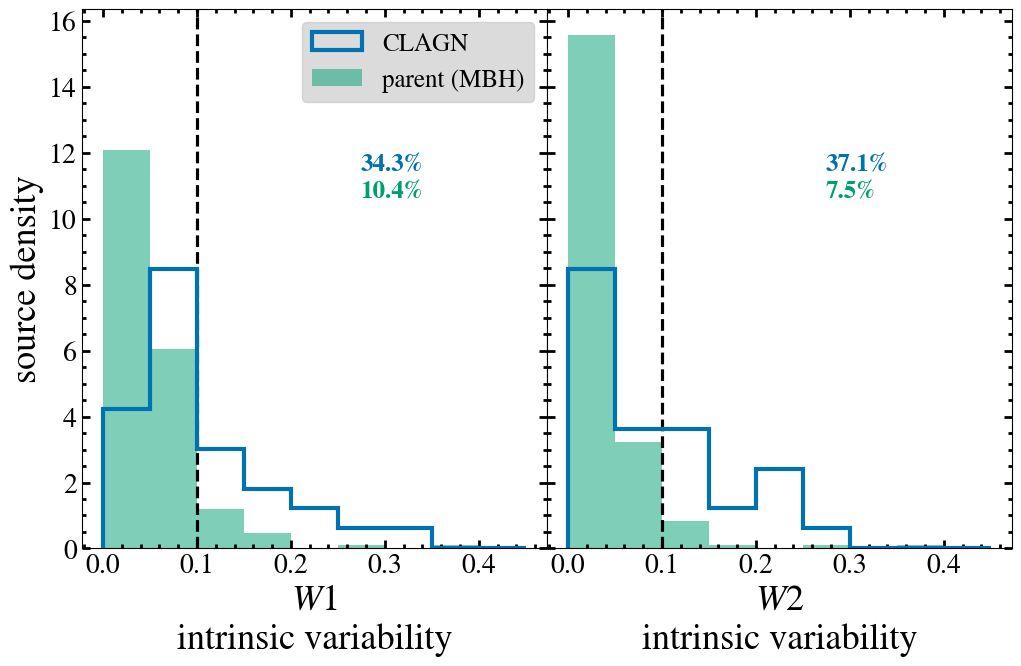 CLAGN
parent (MBH)
34.3%
10.4%
37.1%
7.5%
source density
16
14
12
10
8
6
4
2
0
0.0 0.1 0.2 0.3 0.4
0.0 0.1 0.2 0.3 0.4
W1
intrinsic variability
W2
intrinsic variability